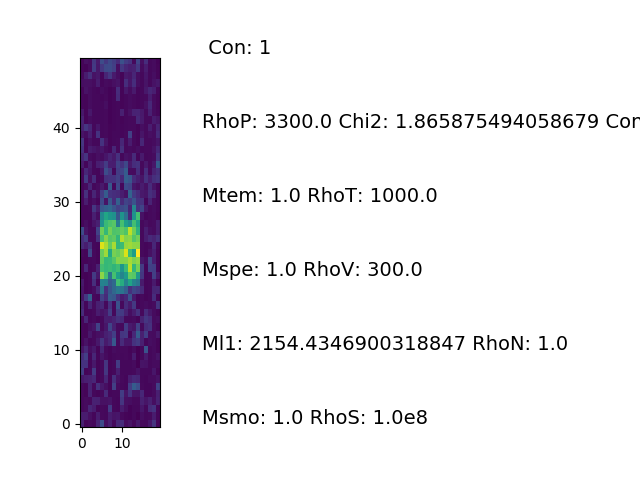 Con: 1
RhoP: 3300.0 Chi2: 1.865875494058679 Con
Mtem: 1.0 RhoT: 1000.0
Mspe: 1.0 RhoV: 300.0
Ml1: 2154.4346900318847 RhoN: 1.0
Msmo: 1.0 RhoS: 1.0e8
40
30
20
10
0
0 10